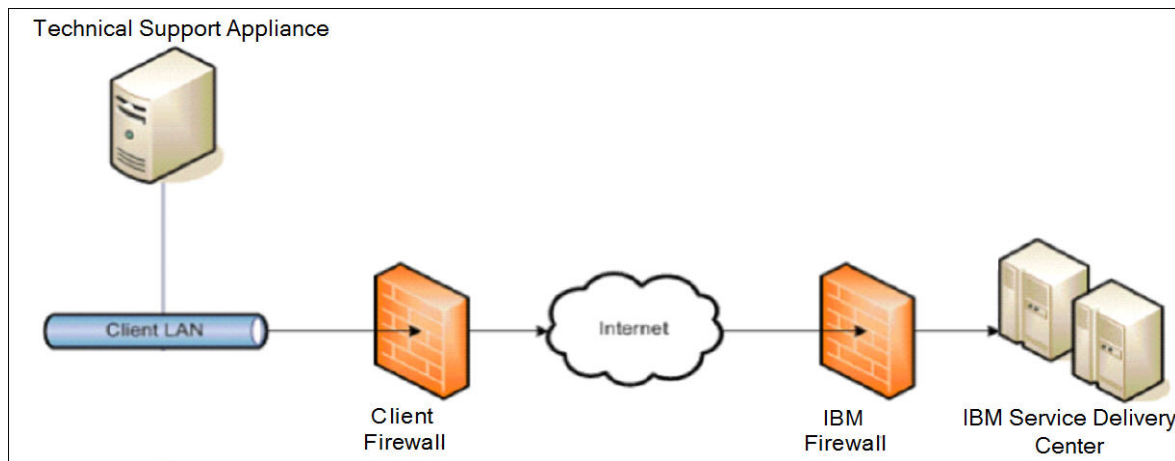 Technical Support Appliance
Client LAN
Internet
Client
Firewall
IBM
Firewall
IBM Service Delivery
Center